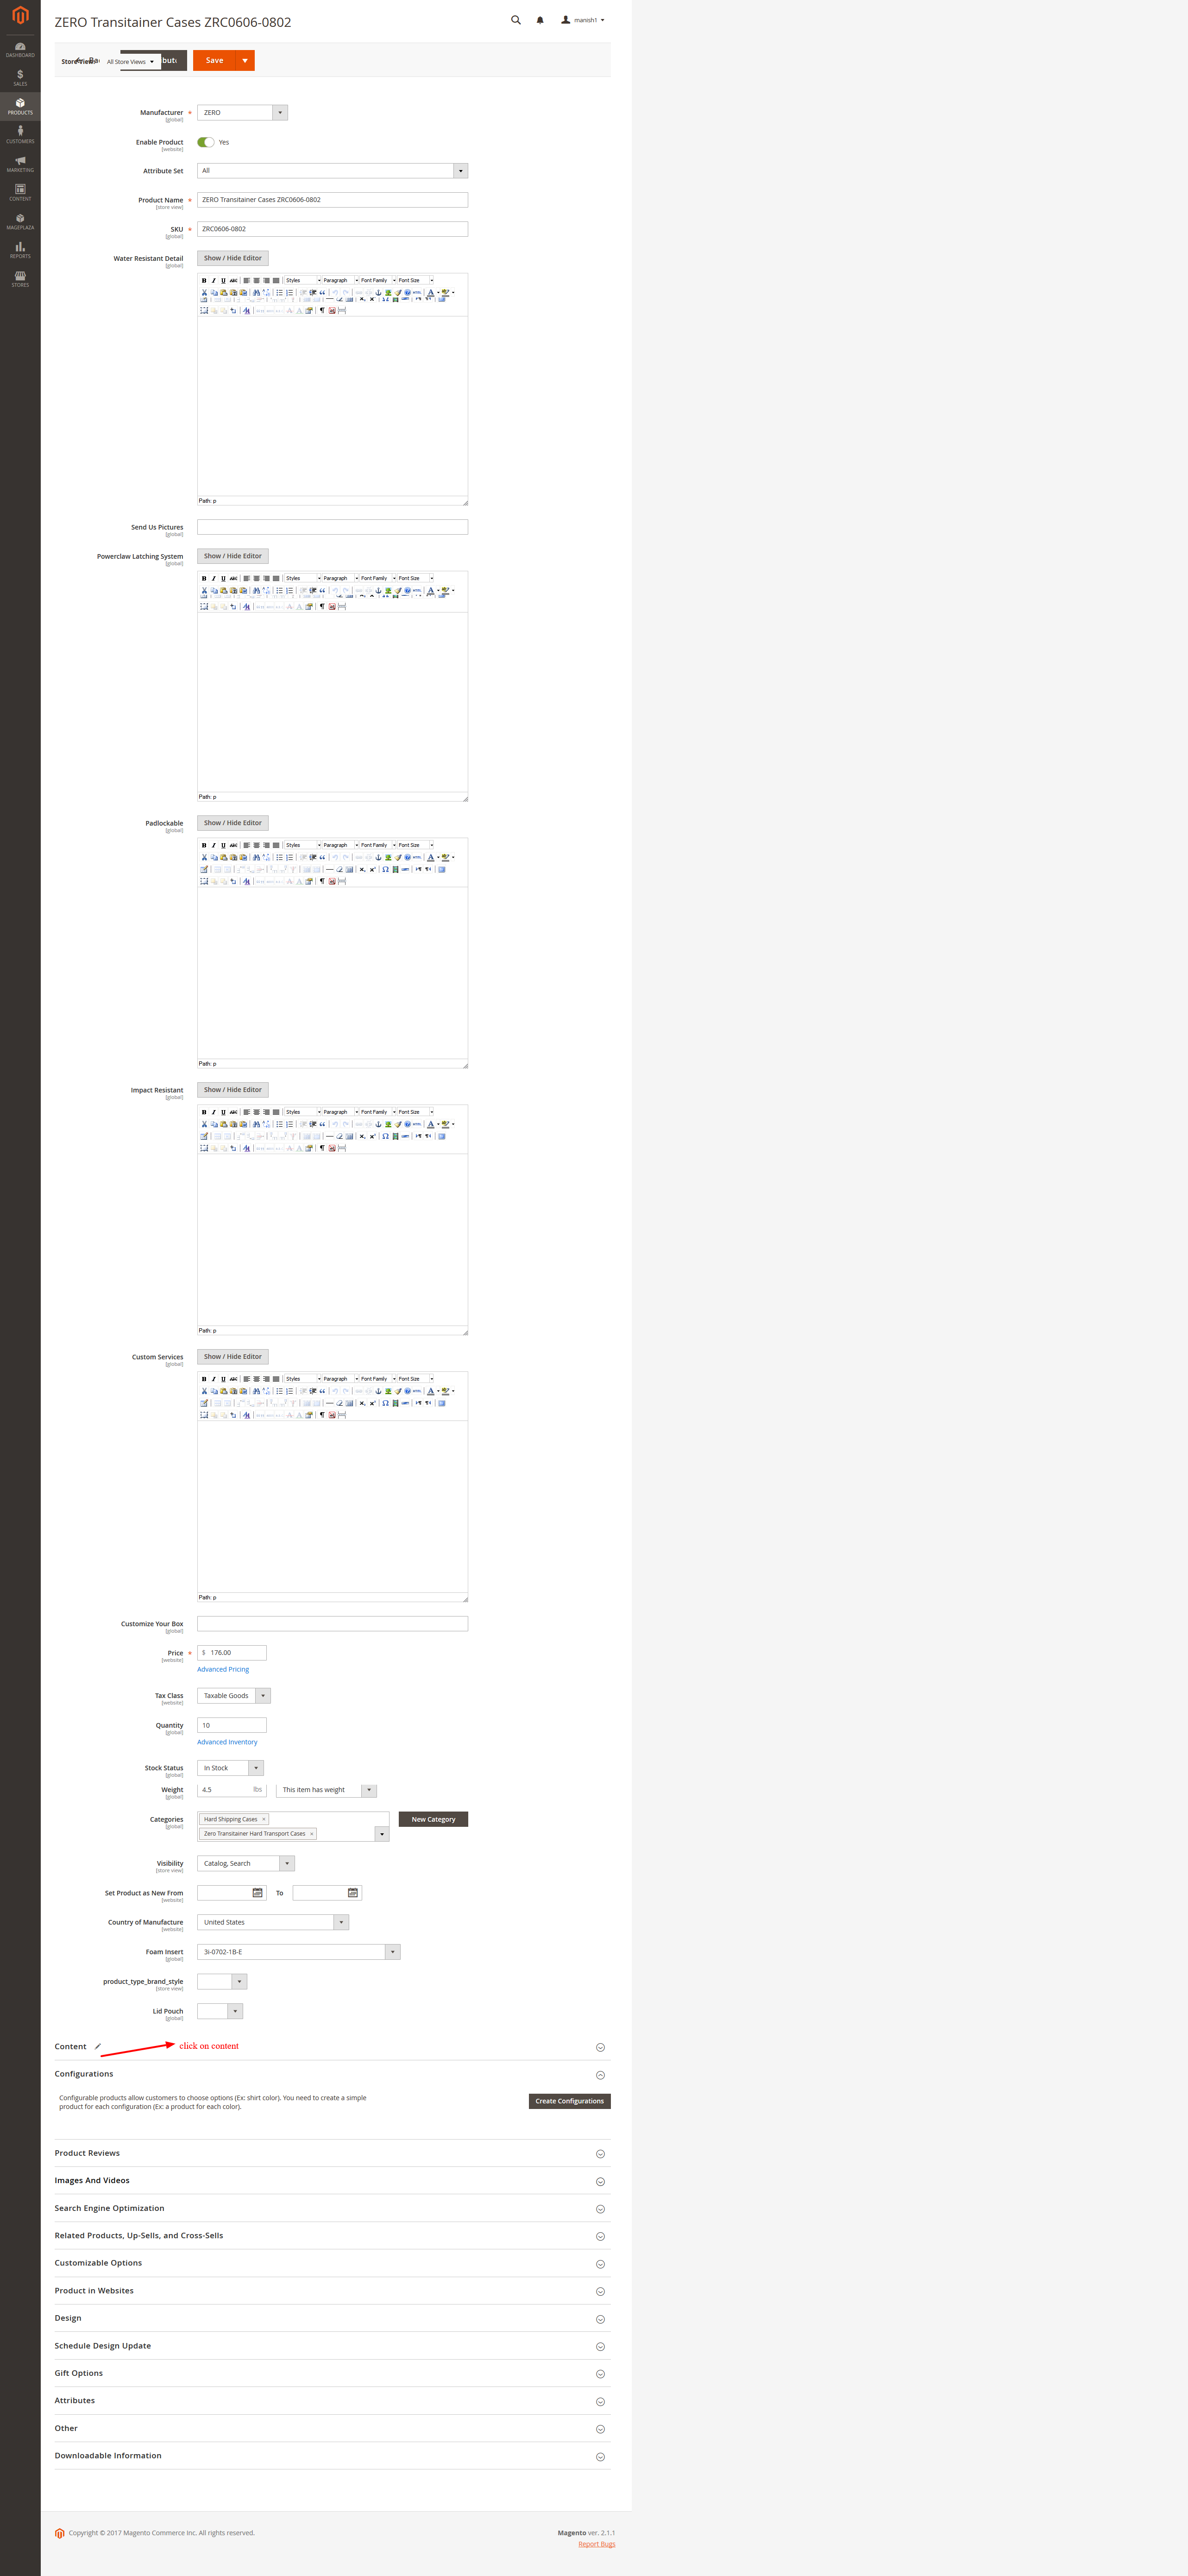 ZERO Transitainer Cases ZRC0606-0802
manish1
DASHBOARD
SALES
PRODUCTS
CUSTOMERS
MARKETING
CONTENT
MAGEPLAZA
REPORTS
STORES
Store View: All Store Views
Save
Manufacturer * ZERO
[global]
Enable Product Yes
[website]
Attribute Set All
Product Name * ZERO Transitainer Cases ZRC0606-0802
[store view]
SKU * ZRC0606-0802
[global]
Water Resistant Detail Show / Hide Editor
[global]
B I U ABC Styles Paragraph Font Family Font Size
Path: p
Send Us Pictures
[global]
Powerclaw Latching System Show / Hide Editor
[global]
B I U ABC Styles Paragraph Font Family Font Size
Path: p
Padlockable Show / Hide Editor
[global]
B I U ABC Styles Paragraph Font Family Font Size
Path: p
Impact Resistant Show / Hide Editor
[global]
B I U ABC Styles Paragraph Font Family Font Size
Path: p
Custom Services Show / Hide Editor
[global]
B I U ABC Styles Paragraph Font Family Font Size
Path: p
Customize Your Box
[global]
Price * $ 176.00
[website]
Advanced Pricing
Tax Class Taxable Goods
[website]
Quantity 10
[global]
Advanced Inventory
Stock Status In Stock
[global]
Weight 4.5 lbs This item has weight
[global]
Categories Hard Shipping Cases × New Category
[global]
Zero Transitainer Hard Transport Cases ×
Visibility Catalog, Search
[store view]
Set Product as New From To
[website]
Country of Manufacture United States
[website]
Foam Insert 3I-0702-1B-E
[global]
product_type_brand_style
[store view]
Lid Pouch
[global]
Content click on content
Configurations
Configurable products allow customers to choose options (Ex: shirt color). You need to create a simple
product for each configuration (Ex: a product for each color).
Create Configurations
Product Reviews
Images And Videos
Search Engine Optimization
Related Products, Up-Sells, and Cross-Sells
Customizable Options
Product in Websites
Design
Schedule Design Update
Gift Options
Attributes
Other
Downloadable Information
Copyright © 2017 Magento Commerce Inc. All rights reserved.
Magento ver. 2.1.1
Report Bugs